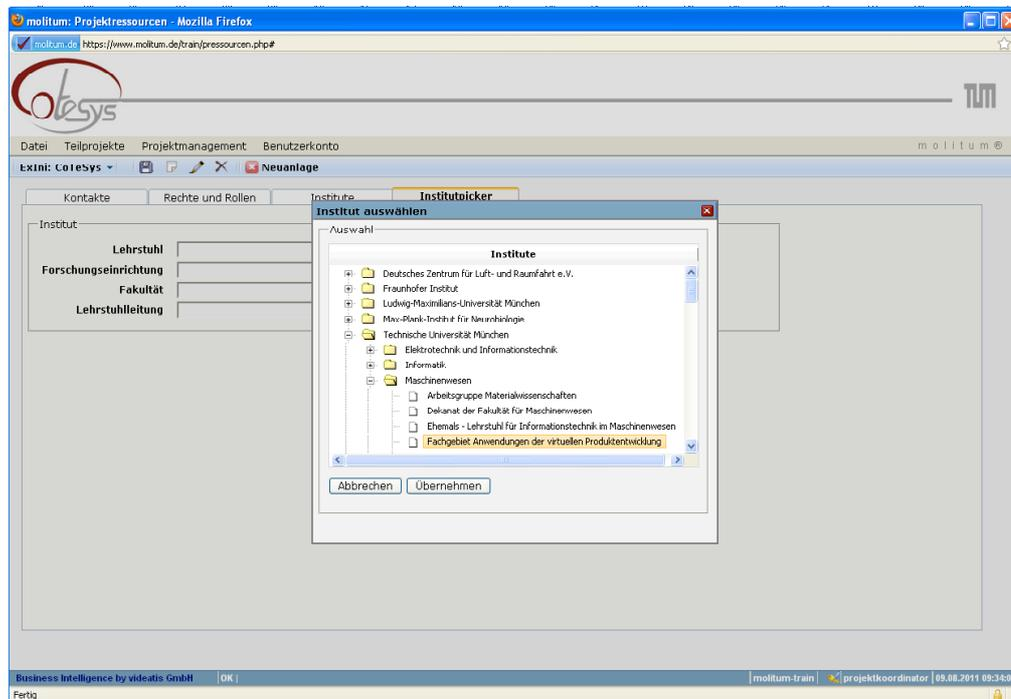 molitum: Projektressourcen - Mozilla Firefox
molitum.de https://www.molitum.de/train/pressourcen.php#
CoTeSys
TUM
Datei Teilprojekte Projektmanagement Benutzerkonto
molitum®
ExIni: CoTeSys Neuanlage
Kontakte Rechte und Rollen Institute Institutpicker
Institut auswählen
Institut
Auswahl
Lehrstuhl
Forschungseinrichtung
Fakultät
Lehrstuhlleitung
Institute
Deutsches Zentrum für Luft- und Raumfahrt e.V.
Fraunhofer Institut
Ludwig-Maximilians-Universität München
Max-Plank-Institut für Neurobiologie
Technische Universität München
Elektrotechnik und Informationstechnik
Informatik
Maschinenwesen
Arbeitsgruppe Materialwissenschaften
Dekanat der Fakultät für Maschinenwesen
Ehemals - Lehrstuhl für Informationstechnik im Maschinenwesen
Fachgebiet Anwendungen der virtuellen Produktentwicklung
Abbrechen Übernehmen
Business Intelligence by videatis GmbH OK molitum-train projektkoordinator 09.08.2011 09:34:0
Fertig